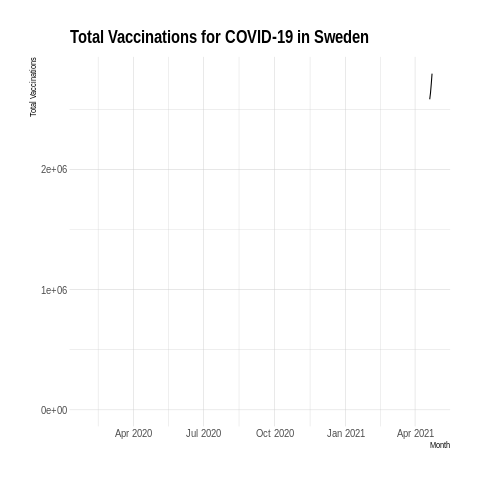 Total Vaccinations for COVID-19 in Sweden
Total Vaccinations
2e+06
1e+06
0e+00
Apr 2020 Jul 2020 Oct 2020 Jan 2021 Apr 2021
Month